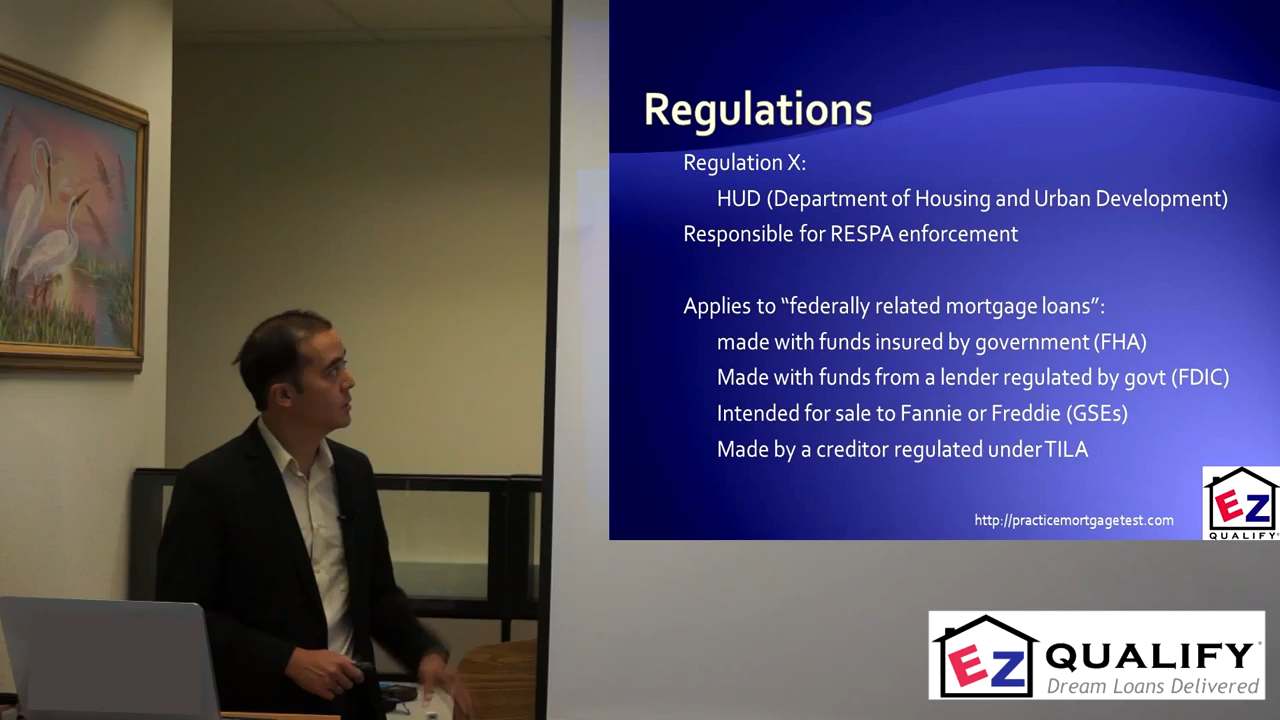 Regulations
Regulation X:
HUD (Department of Housing and Urban Development)
Responsible for RESPA enforcement
Applies to “federally related mortgage loans”:
made with funds insured by government (FHA)
Made with funds from a lender regulated by govt (FDIC)
Intended for sale to Fannie or Freddie (GSEs)
Made by a creditor regulated under TILA
http://practicemortgagetest.com
EZ
QUALIFY
EZ QUALIFY
Dream Loans Delivered